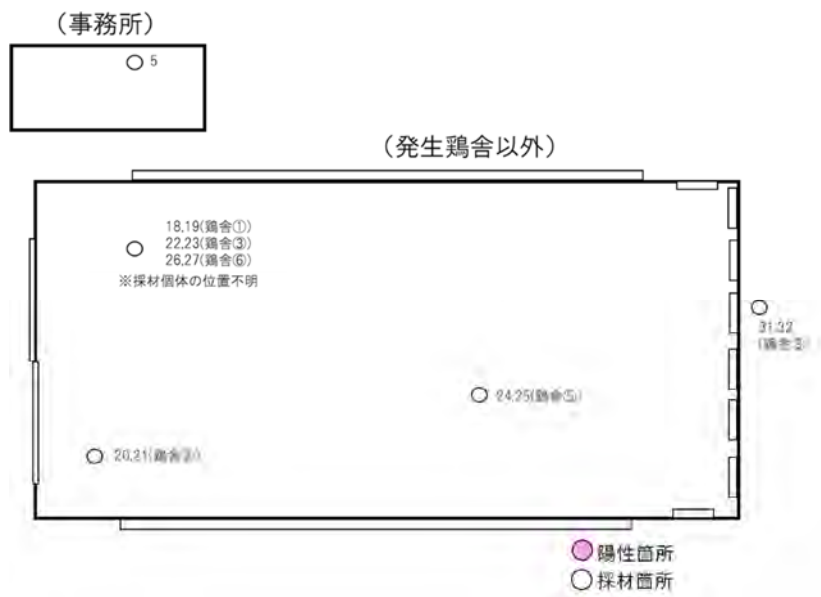 （事務所）
5
（発生鶏舎以外）
18,19(鶏舎①)
22,23(鶏舎③)
26,27(鶏舎⑥)
※採材個体の位置不明
31,32
(鶏舎
24,25(鶏舎⑤)
20,21(鶏舎②)
陽性箇所
採材箇所